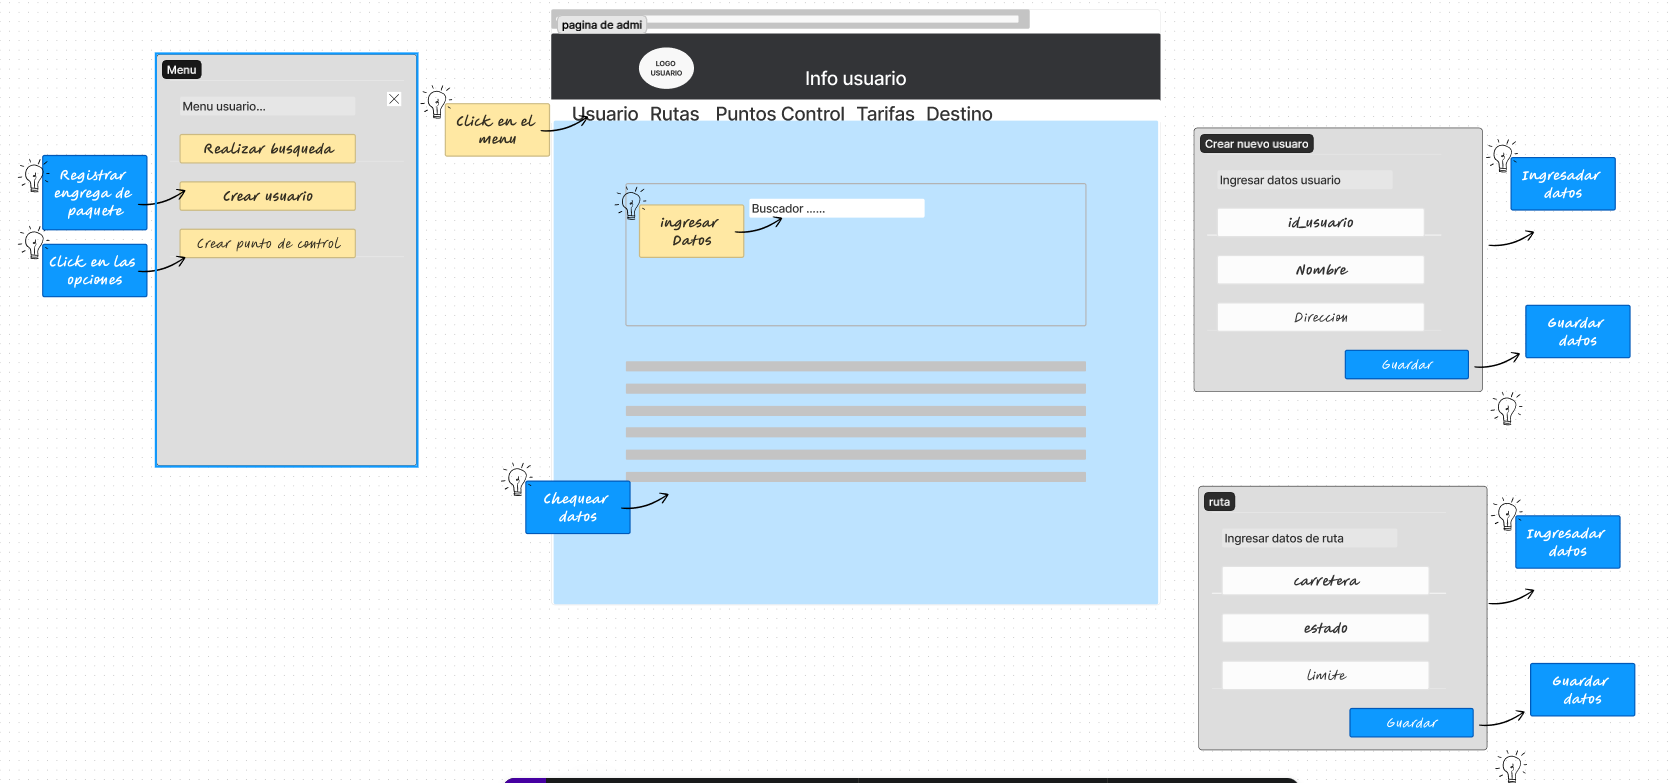 Menu
Menu usuario...
Realizar busqueda
Crear usuario
Crear punto de control
Registrar
engrega de
paquete
Click en las
opciones
pagina de admi
LOGO
USUARIO
Info usuario
Click en el
menu
Usuario Rutas Puntos Control Tarifas Destino
ingresar
Datos
Buscador ......
Chequear
datos
Crear nuevo usuaro
Ingresar datos usuario
id_usuario
Nombre
Direccion
Guardar
Ingresadar
datos
Guardar
datos
ruta
Ingresar datos de ruta
carretera
estado
limite
Guardar
Ingresadar
datos
Guardar
datos